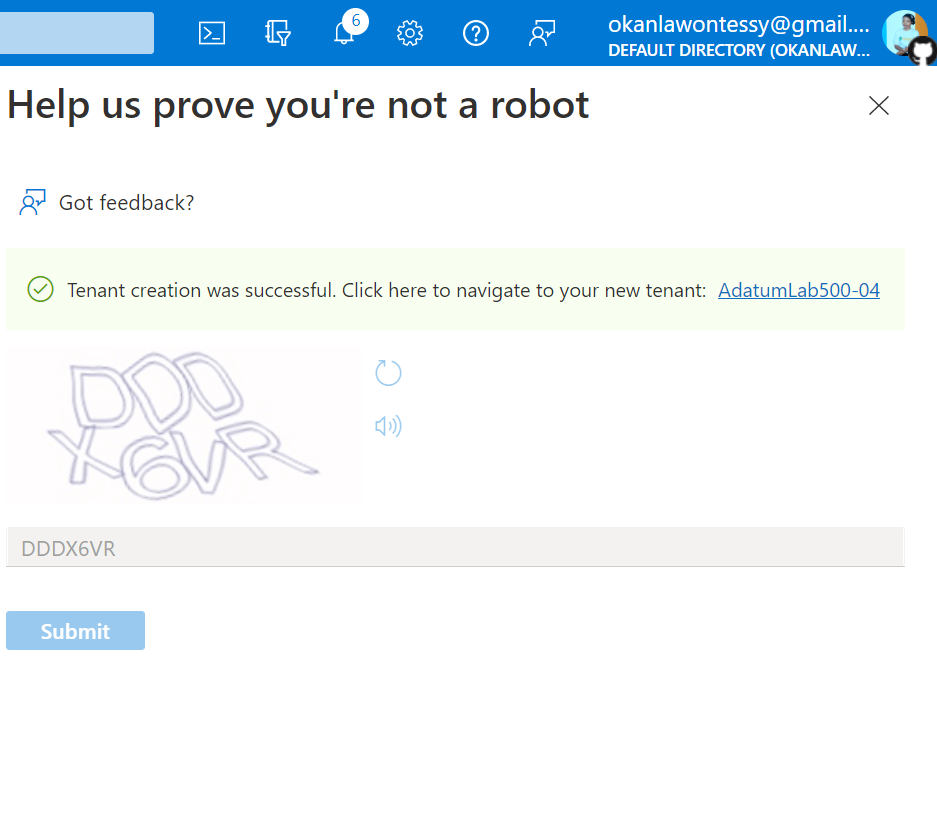 6
okanlawontessy@gmail....
DEFAULT DIRECTORY (OKANLAW...
Help us prove you're not a robot
Got feedback?
Tenant creation was successful. Click here to navigate to your new tenant: AdatumLab500-04
DDD
X6VR
DDDX6VR
Submit